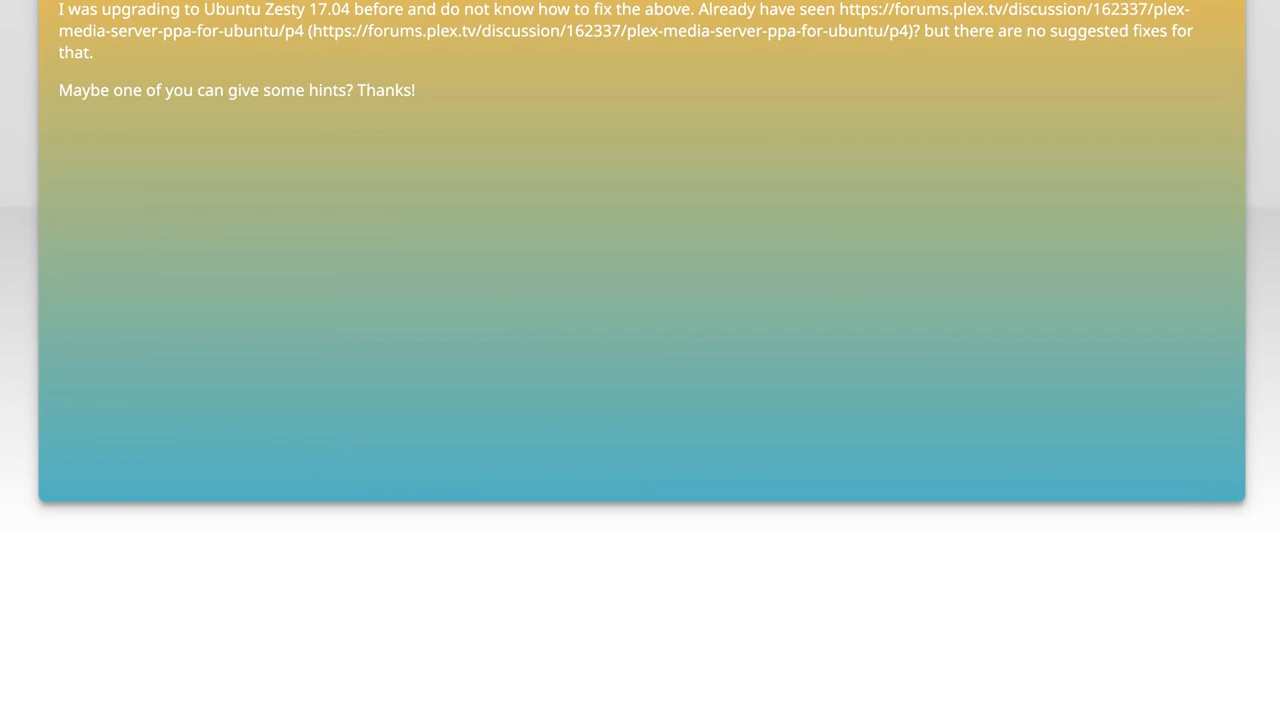 I was upgrading to Ubuntu Zesty 17.04 before and do not know how to fix the above. Already have seen https://forums.plex.tv/discussion/162337/plex-
media-server-ppa-for-ubuntu/p4 (https://forums.plex.tv/discussion/162337/plex-media-server-ppa-for-ubuntu/p4)? but there are no suggested fixes for
that.
Maybe one of you can give some hints? Thanks!